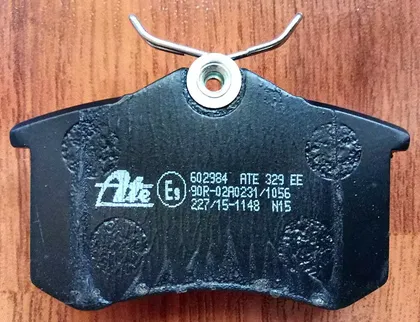 Ate
E9
602984 ATE 329 EE
90R-02A0231/1056
227/15-1148 N15